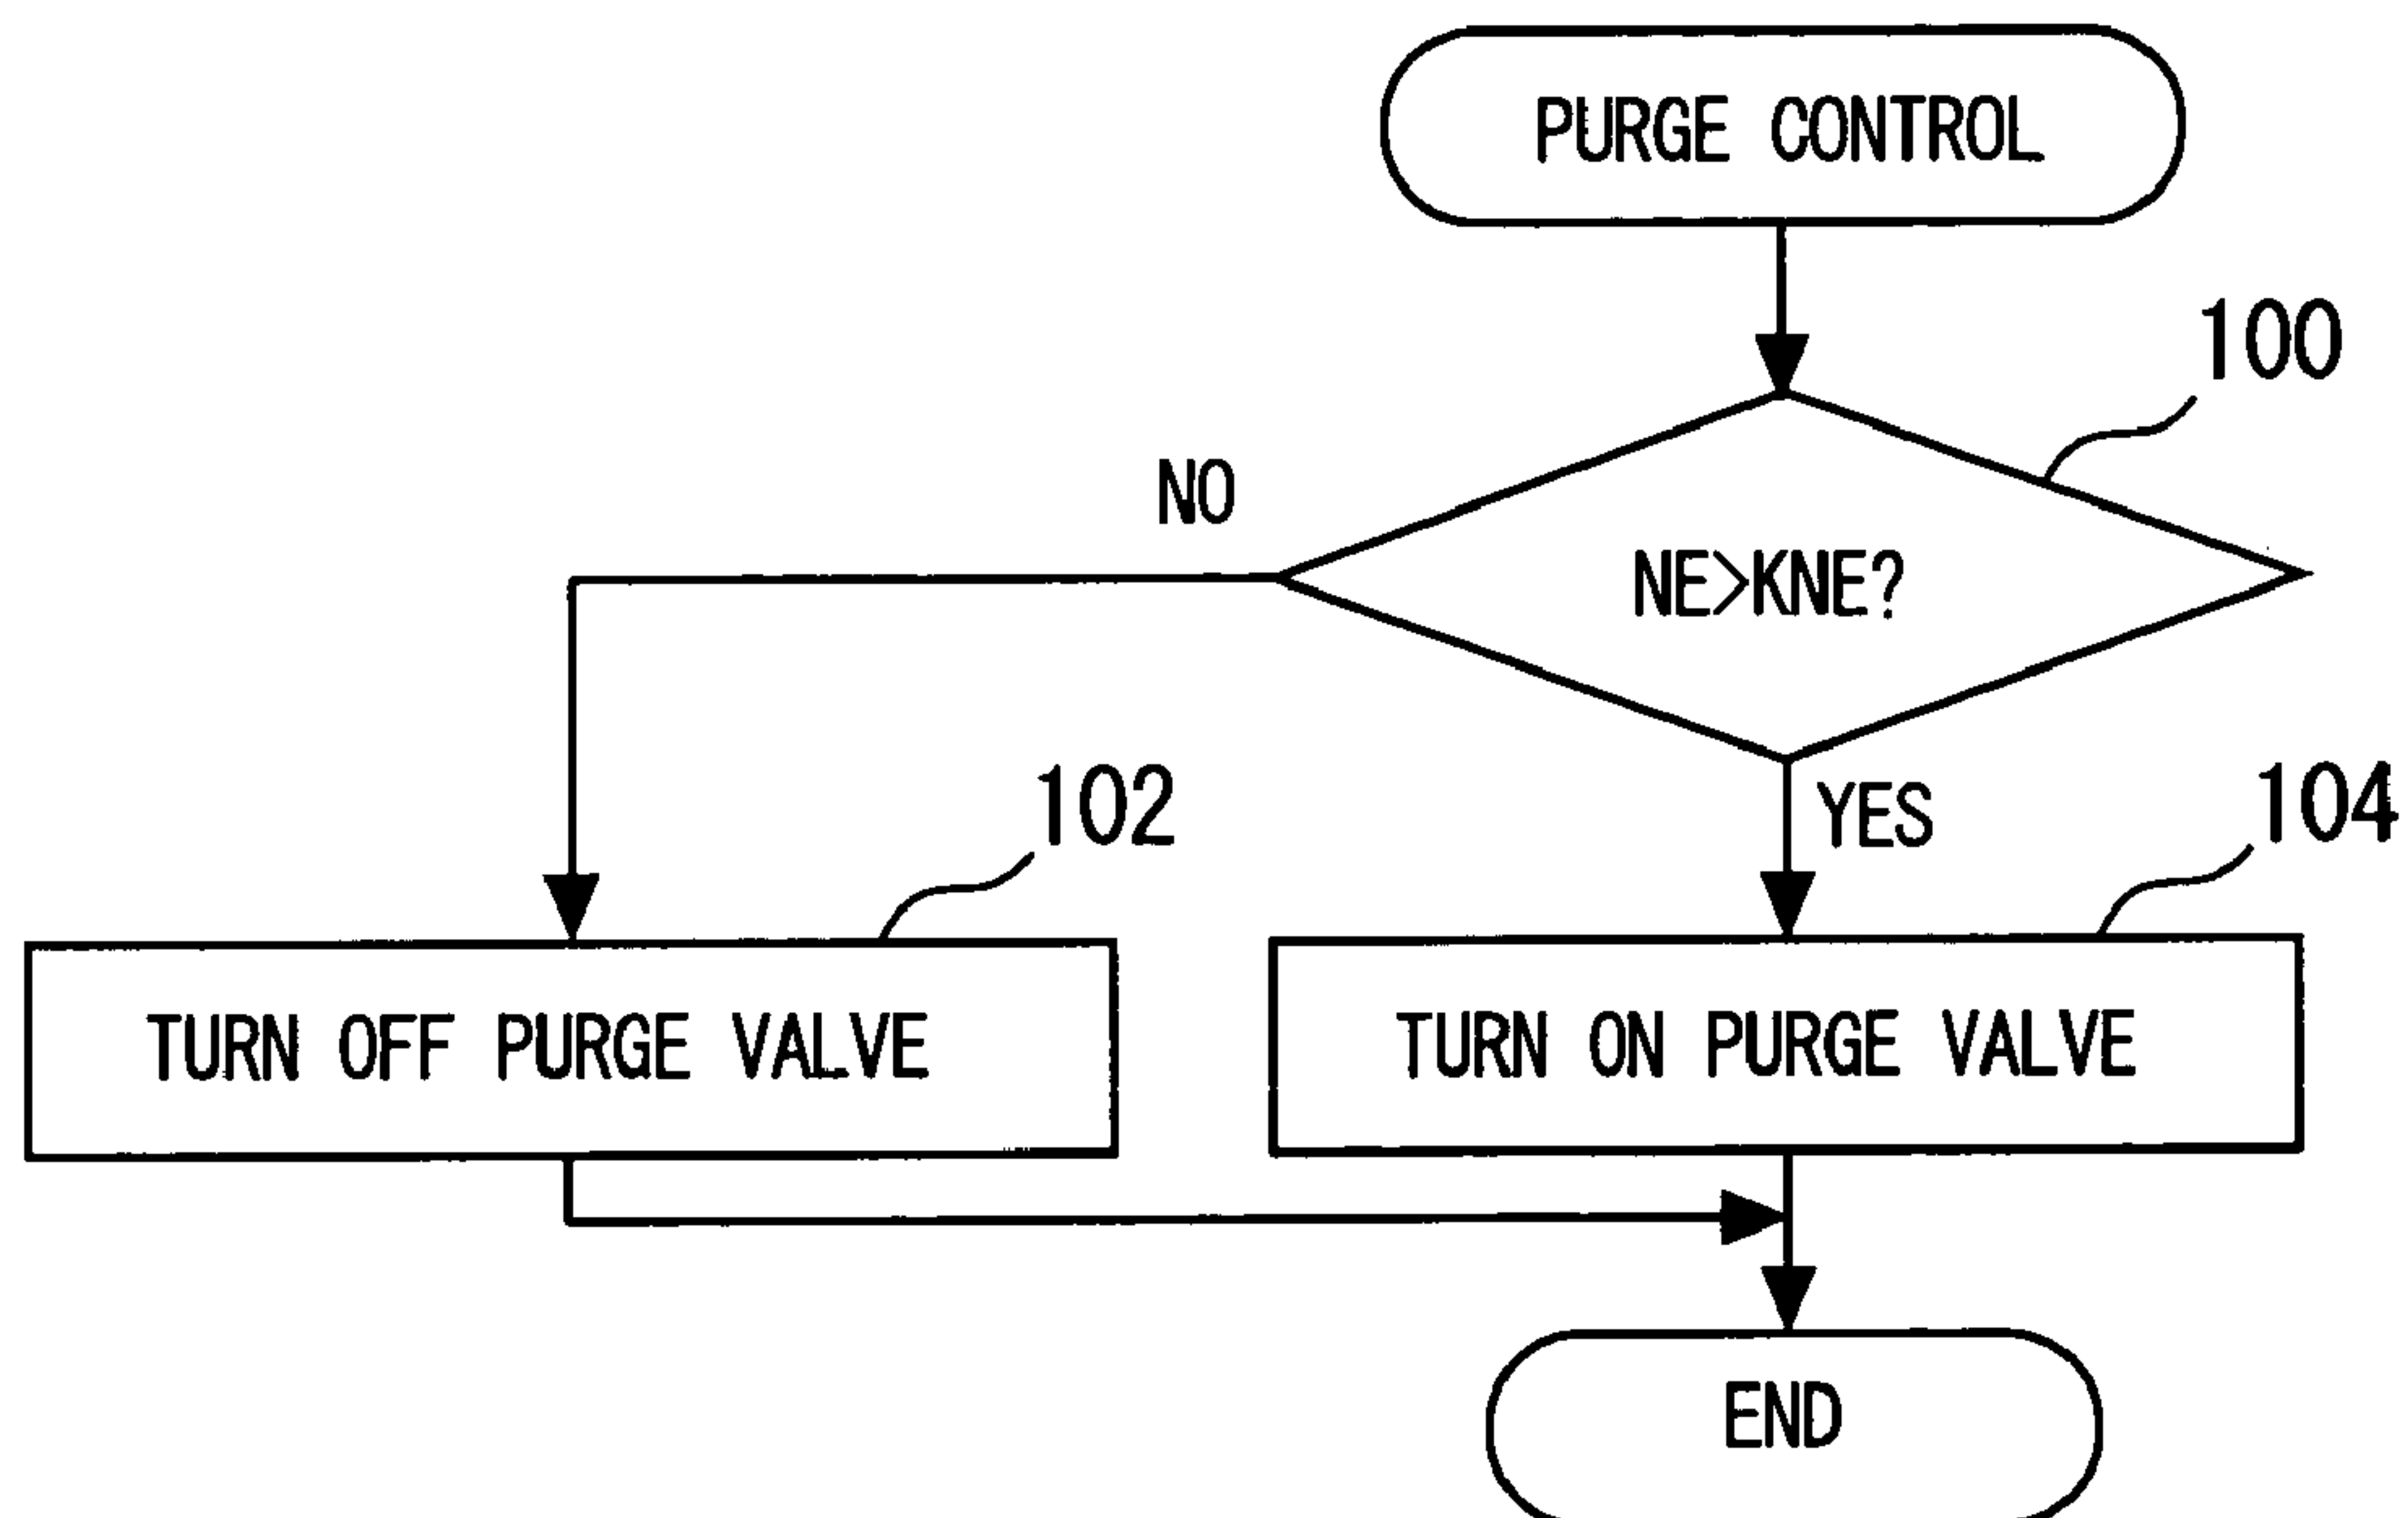 PURGE CONTROL
100
NO
NE>KNE?
YES
102
104
TURN OFF PURGE VALVE
TURN ON PURGE VALVE
END